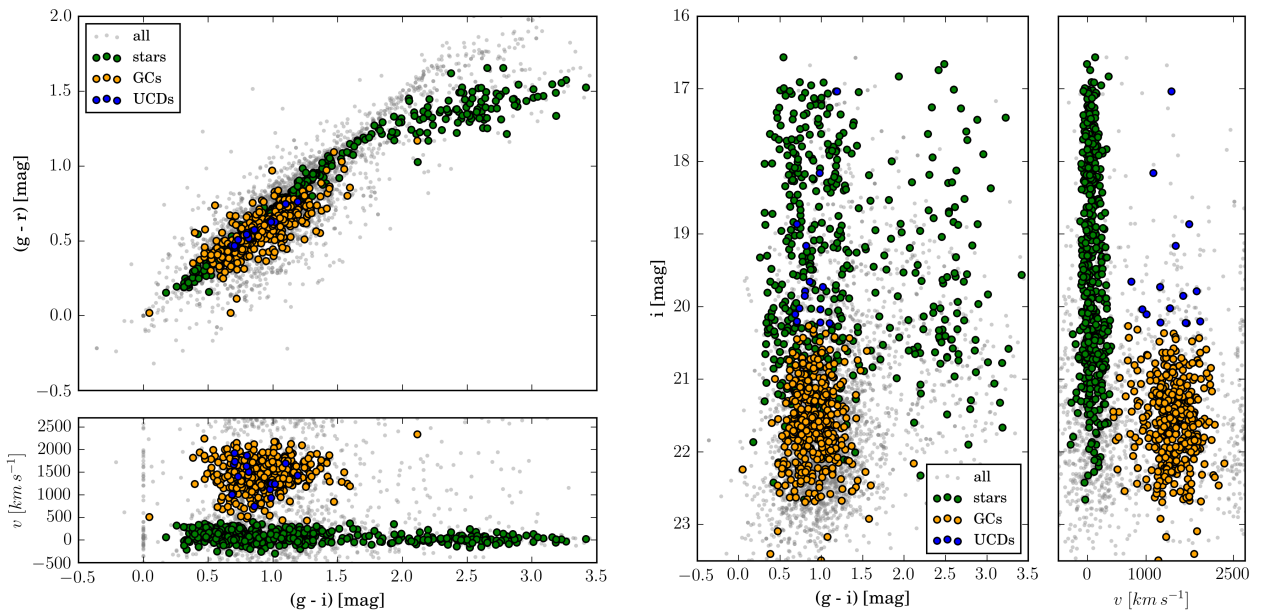 2.0
1.5
1.0
0.5
0.0
−0.5
(g - r) [mag]
all
stars
GCs
UCDs
2500
2000
1500
1000
500
0
−500
v [km s⁻¹]
−0.5 0.0 0.5 1.0 1.5 2.0 2.5 3.0 3.5
(g - i) [mag]
16
17
18
19
20
21
22
23
i [mag]
all
stars
GCs
UCDs
−0.5 0.0 0.5 1.0 1.5 2.0 2.5 3.0 3.5
(g - i) [mag]
0 1000 2500
v [km s⁻¹]